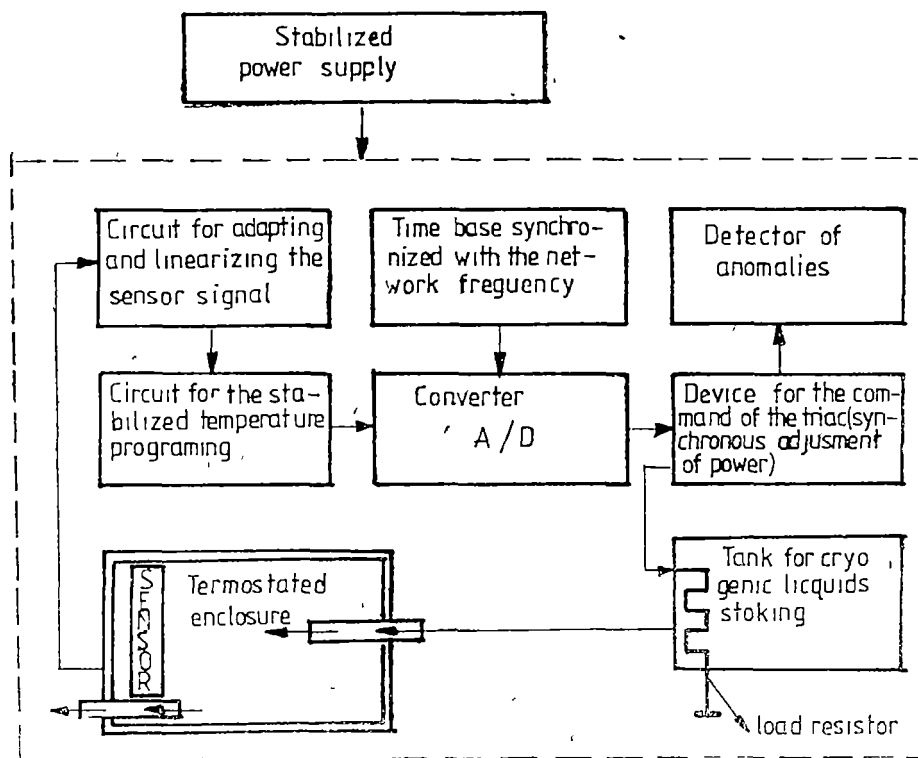 Stabilized
power supply
Circuit for adapting
and linearizing the
sensor signal
Time base synchro-
nized with the net-
work freguency
Detector of
anomalies
Circuit for the sta-
bilized temperature
programing
Converter
A/D
Device for the com-
mand of the triac(syn-
chronous adjusment
of power)
SENSOR
Termostated
enclosure
Tank for cryo
genic licquids
stoking
load resistor